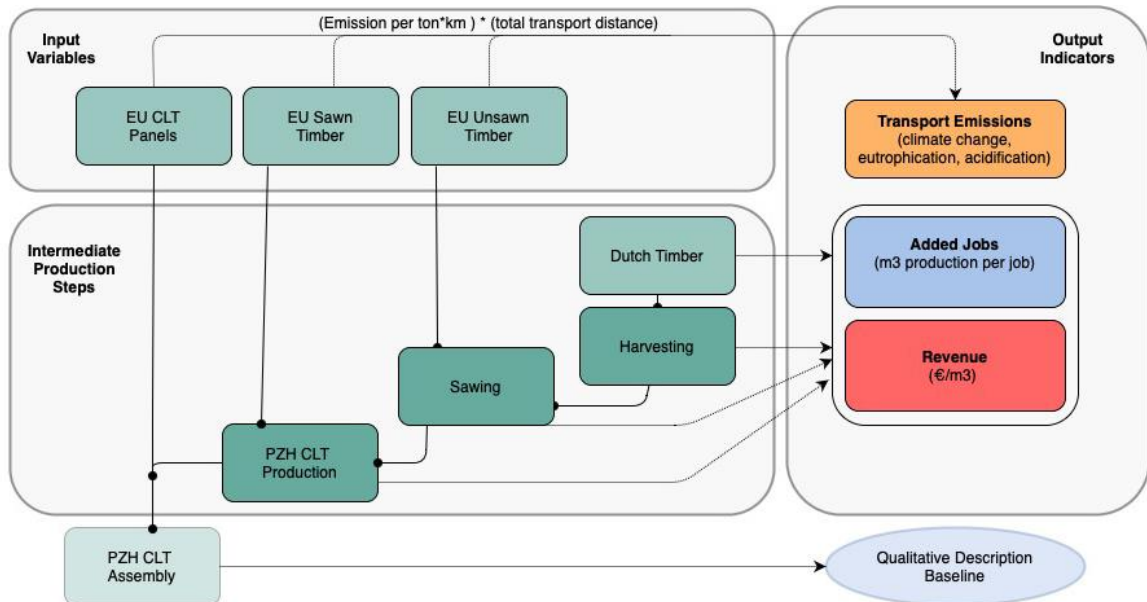 (Emission per ton*km ) * (total transport distance)
Input
Variables
EU CLT
Panels
EU Sawn
Timber
EU Unsawn
Timber
Output
Indicators
Transport Emissions
(climate change,
eutrophication, acidification)
Intermediate
Production
Steps
Dutch Timber
Harvesting
Sawing
PZH CLT
Production
Added Jobs
(m3 production per job)
Revenue
(€/m3)
PZH CLT
Assembly
Qualitative Description
Baseline